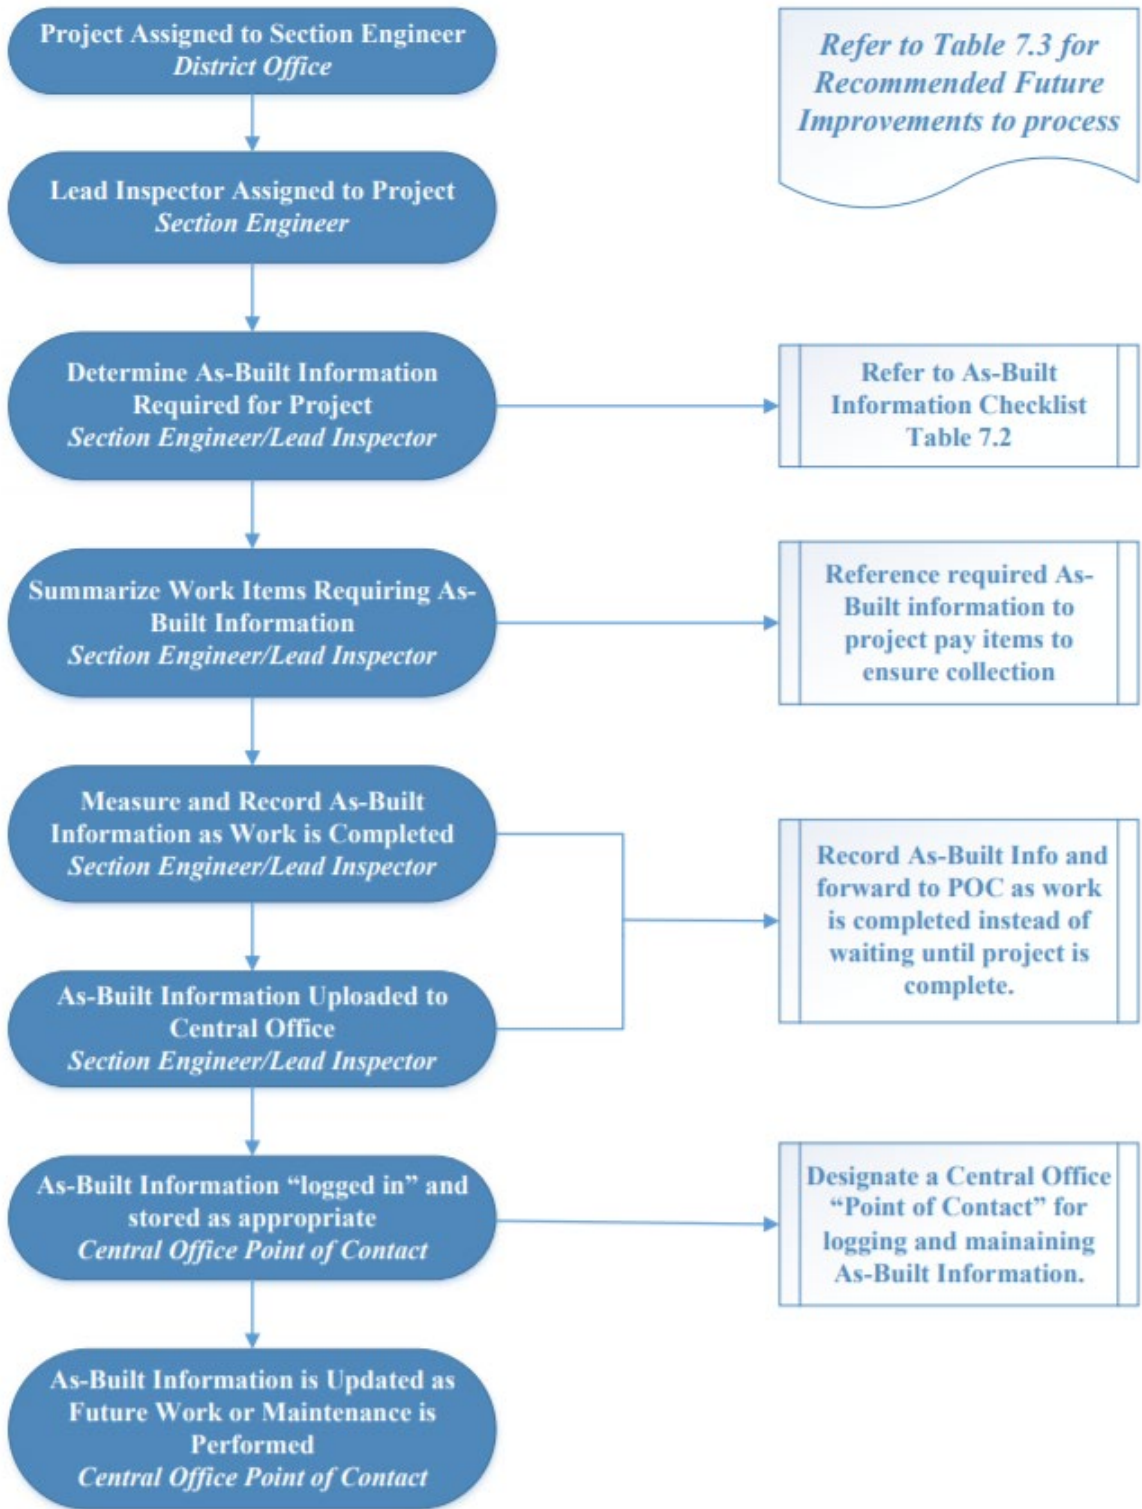 Project Assigned to Section Engineer
District Office
Refer to Table 7.3 for
Recommended Future
Improvements to process
Lead Inspector Assigned to Project
Section Engineer
Determine As-Built Information
Required for Project
Section Engineer/Lead Inspector
Refer to As-Built
Information Checklist
Table 7.2
Summarize Work Items Requiring As-
Built Information
Section Engineer/Lead Inspector
Reference required As-
Built information to
project pay items to
ensure collection
Measure and Record As-Built
Information as Work is Completed
Section Engineer/Lead Inspector
Record As-Built Info and
forward to POC as work
is completed instead of
waiting until project is
complete.
As-Built Information Uploaded to
Central Office
Section Engineer/Lead Inspector
As-Built Information “logged in” and
stored as appropriate
Central Office Point of Contact
Designate a Central Office
“Point of Contact” for
logging and mainaining
As-Built Information.
As-Built Information is Updated as
Future Work or Maintenance is
Performed
Central Office Point of Contact